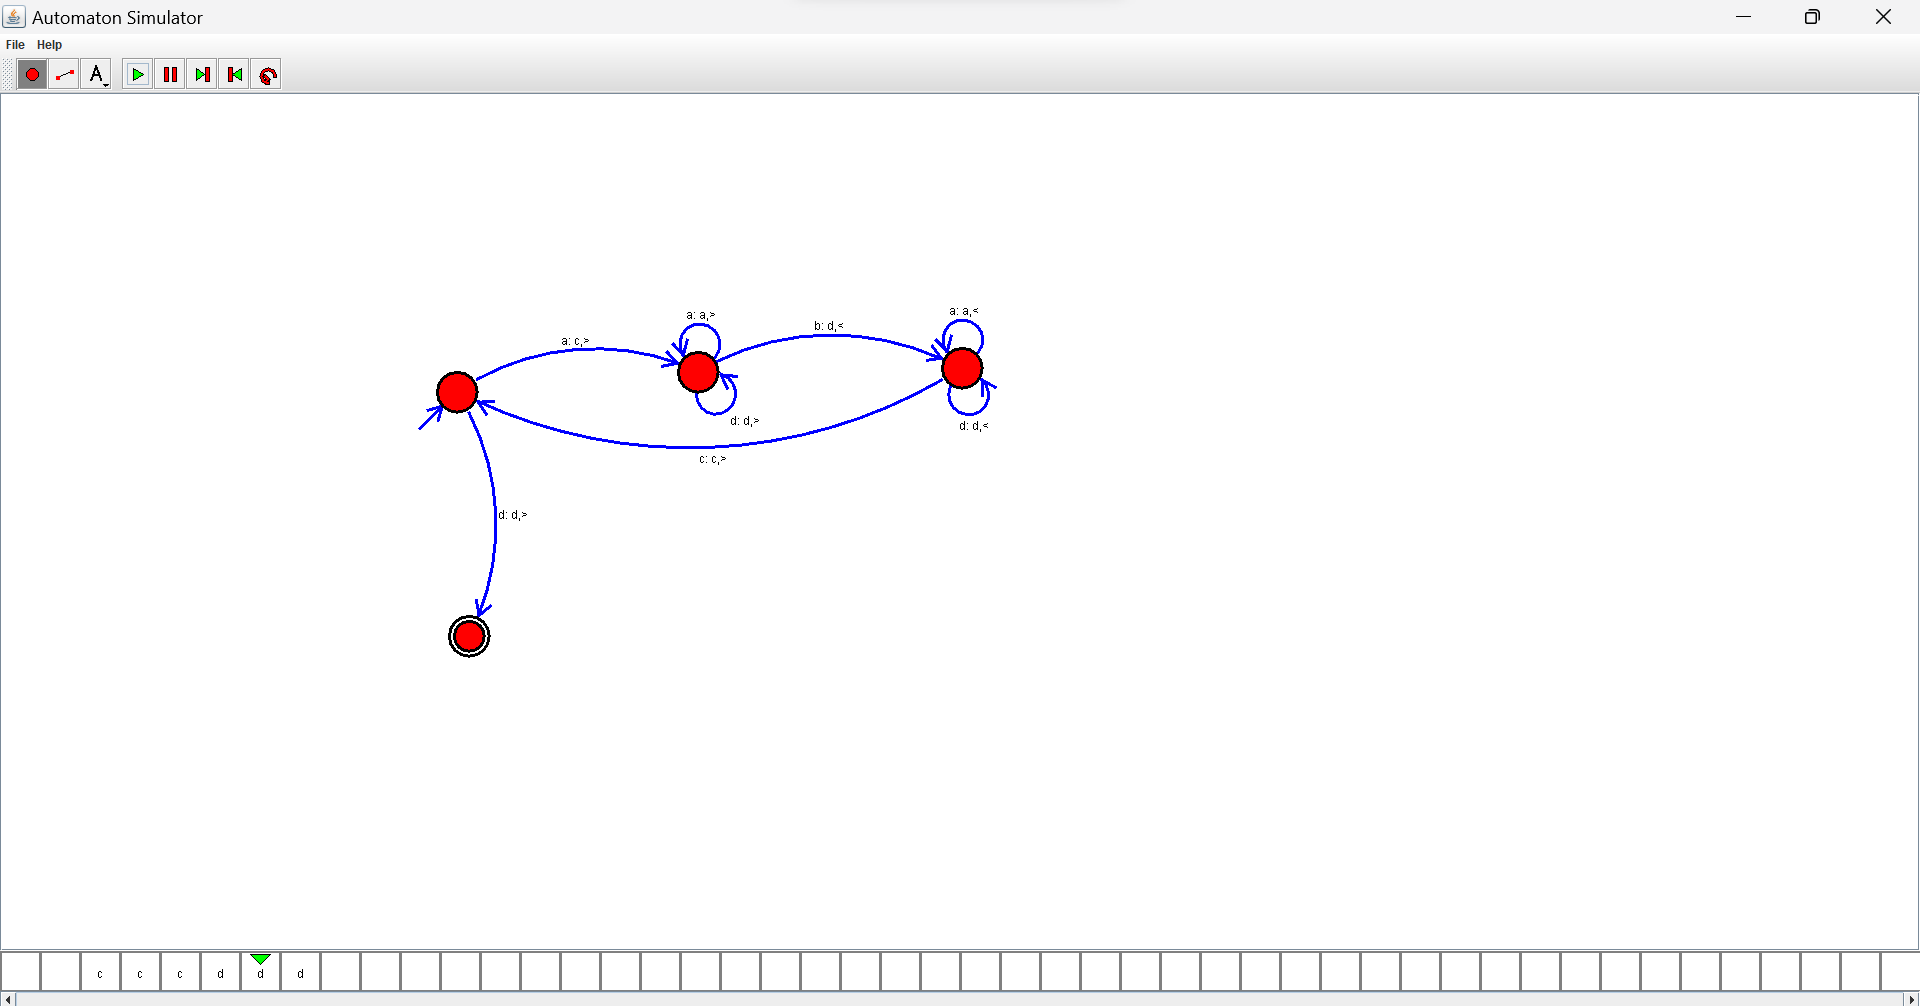 Automaton Simulator
File Help
A
a: a,>
a: a,<
b: d,<
a: c,>
d: d,>
d: d,<
c: c,>
d: d,>
c c c d d d